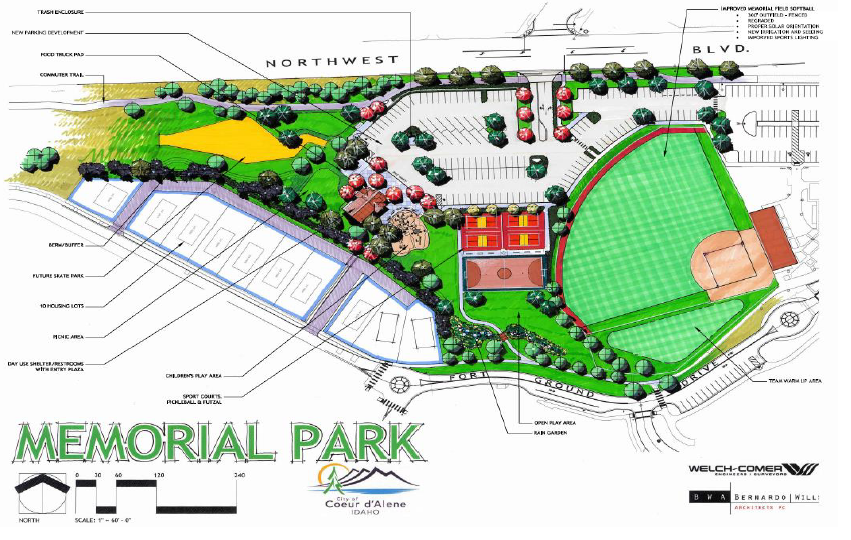 TRASH ENCLOSURE
NEW PARKING DEVELOPMENT
FOOD TRUCK PAD
COMMUTER TRAIL
NORTHWEST BLVD.
IMPROVED MEMORIAL FIELD SOFTBALL
• 300' OUTFIELD - FENCED
• REGRADED
• PROPER SOLAR ORIENTATION
• NEW IRRIGATION AND SEEDING
• IMPORVED SPORTS LIGHTING
BERM/BUFFER
FUTURE SKATE PARK
10 HOUSING LOTS
PICNIC AREA
DAY USE SHELTER/RESTROOMS
WITH ENTRY PLAZA
CHILDREN'S PLAY AREA
SPORT COURTS,
PICKLEBALL & FUTSAL
FORT GROUND DRIVE
TEAM WARM UP AREA
OPEN PLAY AREA
RAIN GARDEN
MEMORIAL PARK
0 30 60 120 240
NORTH
SCALE: 1" = 60'-0"
City of
Coeur d'Alene
IDAHO
WELCH-COMER
ENGINEERS / SURVEYORS
BWA BERNARDO|WILL
ARCHITECTS PC